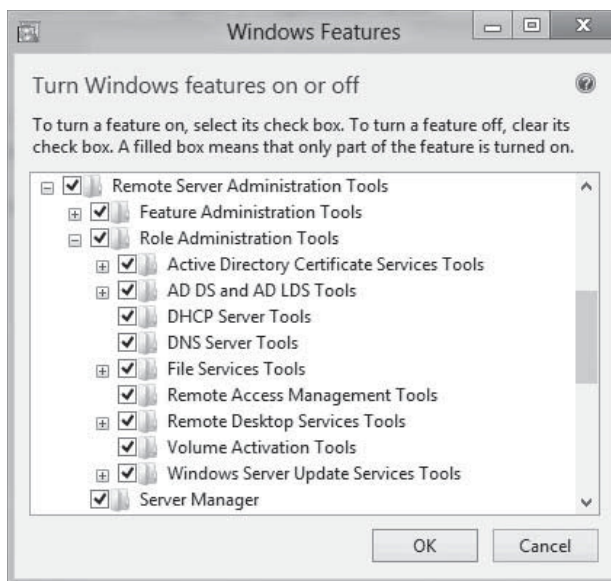 Windows Features
Turn Windows features on or off
To turn a feature on, select its check box. To turn a feature off, clear its
check box. A filled box means that only part of the feature is turned on.
Remote Server Administration Tools
Feature Administration Tools
Role Administration Tools
Active Directory Certificate Services Tools
AD DS and AD LDS Tools
DHCP Server Tools
DNS Server Tools
File Services Tools
Remote Access Management Tools
Remote Desktop Services Tools
Volume Activation Tools
Windows Server Update Services Tools
Server Manager
OK Cancel